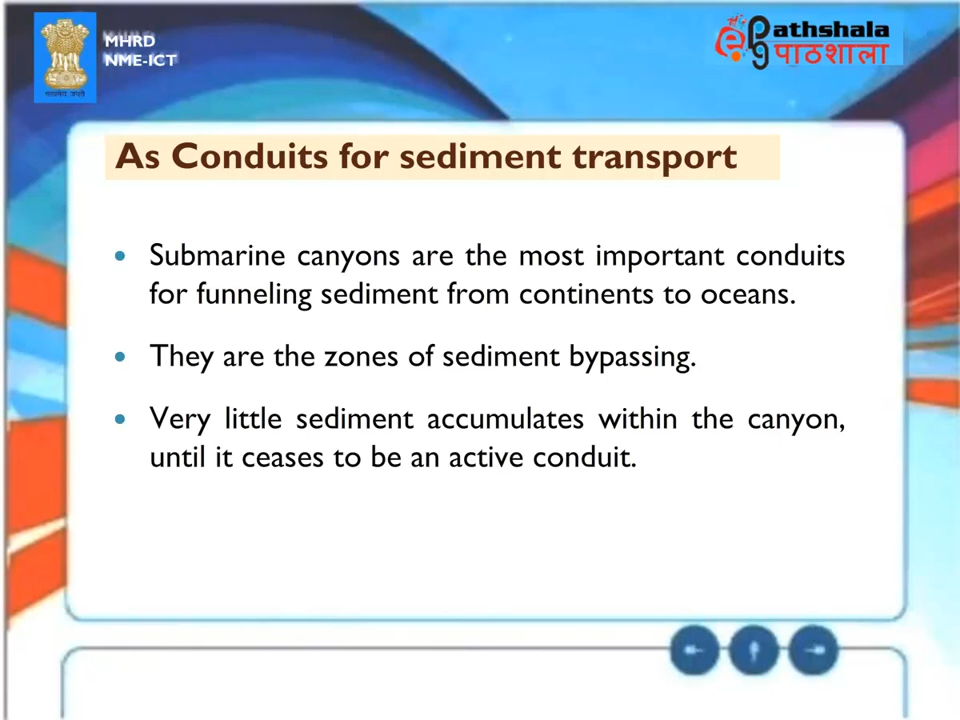 MHRD
NME-ICT
Pathshala
पाठशाला
As Conduits for sediment transport
• Submarine canyons are the most important conduits
for funneling sediment from continents to oceans.
• They are the zones of sediment bypassing.
• Very little sediment accumulates within the canyon,
until it ceases to be an active conduit.